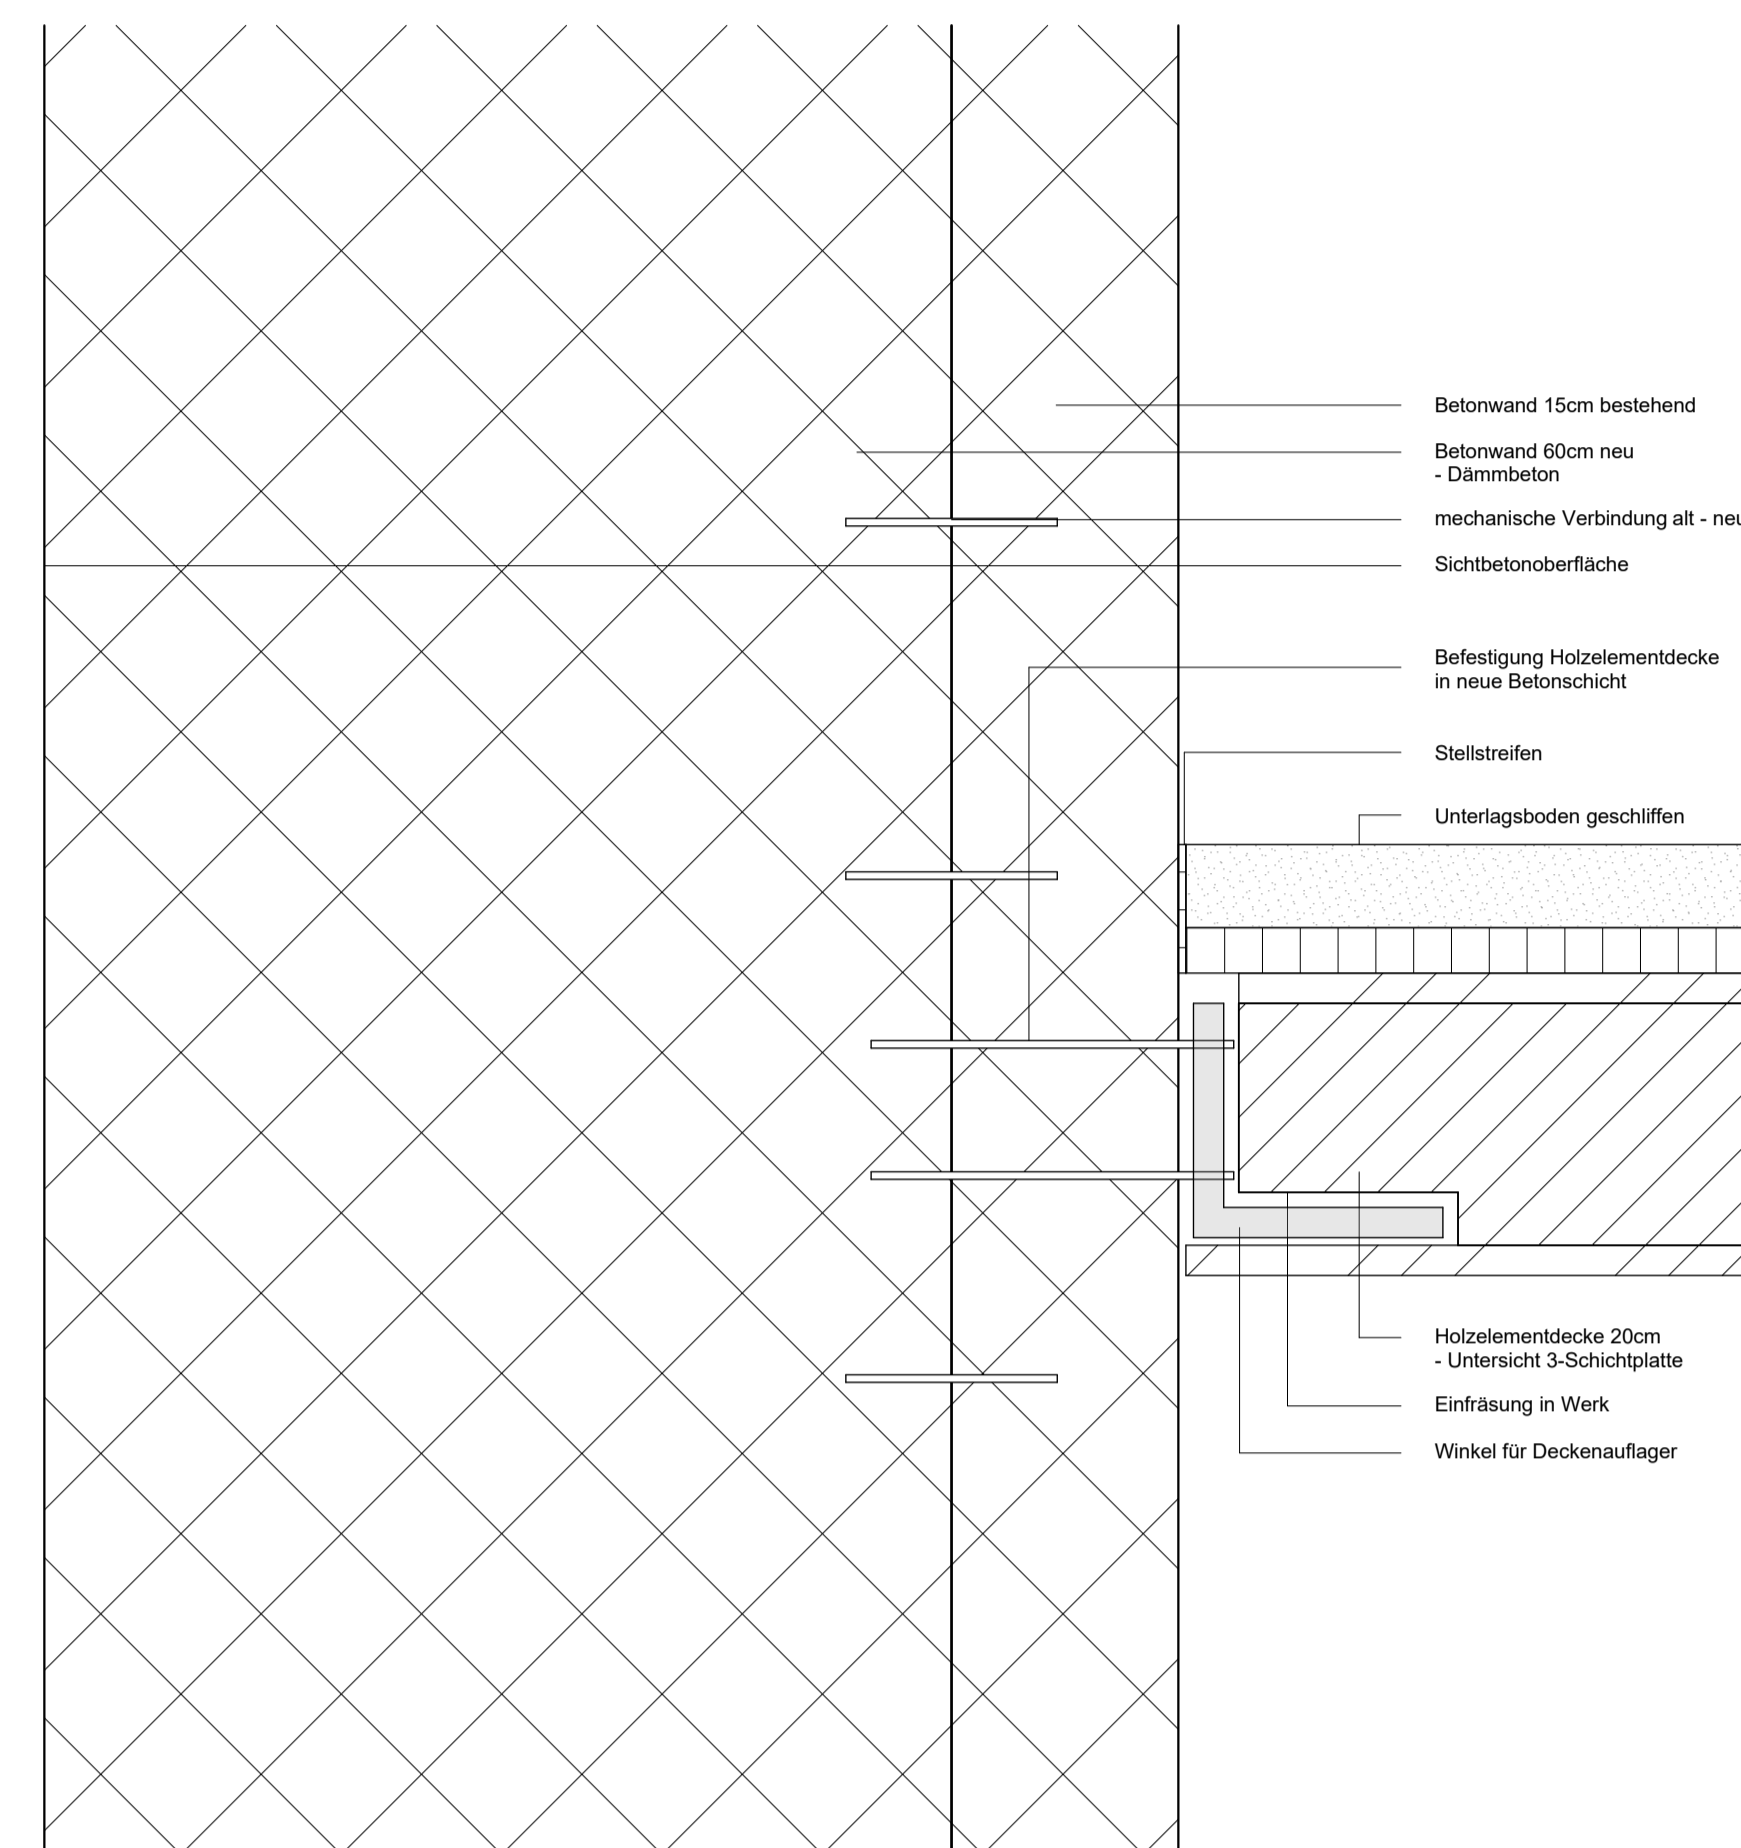 Betonwand 15cm bestehend
Betonwand 60cm neu
- Dämmbeton
mechanische Verbindung alt - neu
Sichtbetonoberfläche
Befestigung Holzelementdecke
in neue Betonschicht
Stellstreifen
Unterlagsboden geschliffen
Holzelementdecke 20cm
- Untersicht 3-Schichtplatte
Einfräsung in Werk
Winkel für Deckenauflager